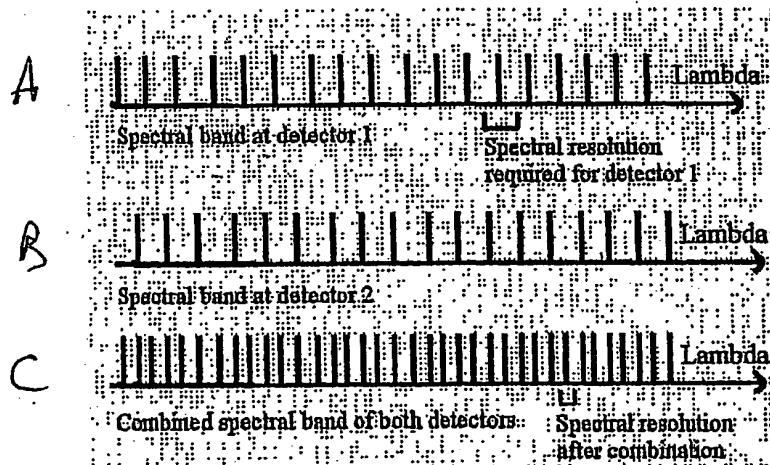 A
Lambda
Spectral band at detector 1
Spectral resolution
required for detector 1
B
Lambda
Spectral band at detector 2
C
Lambda
Combined spectral band of both detectors
Spectral resolution
after combination